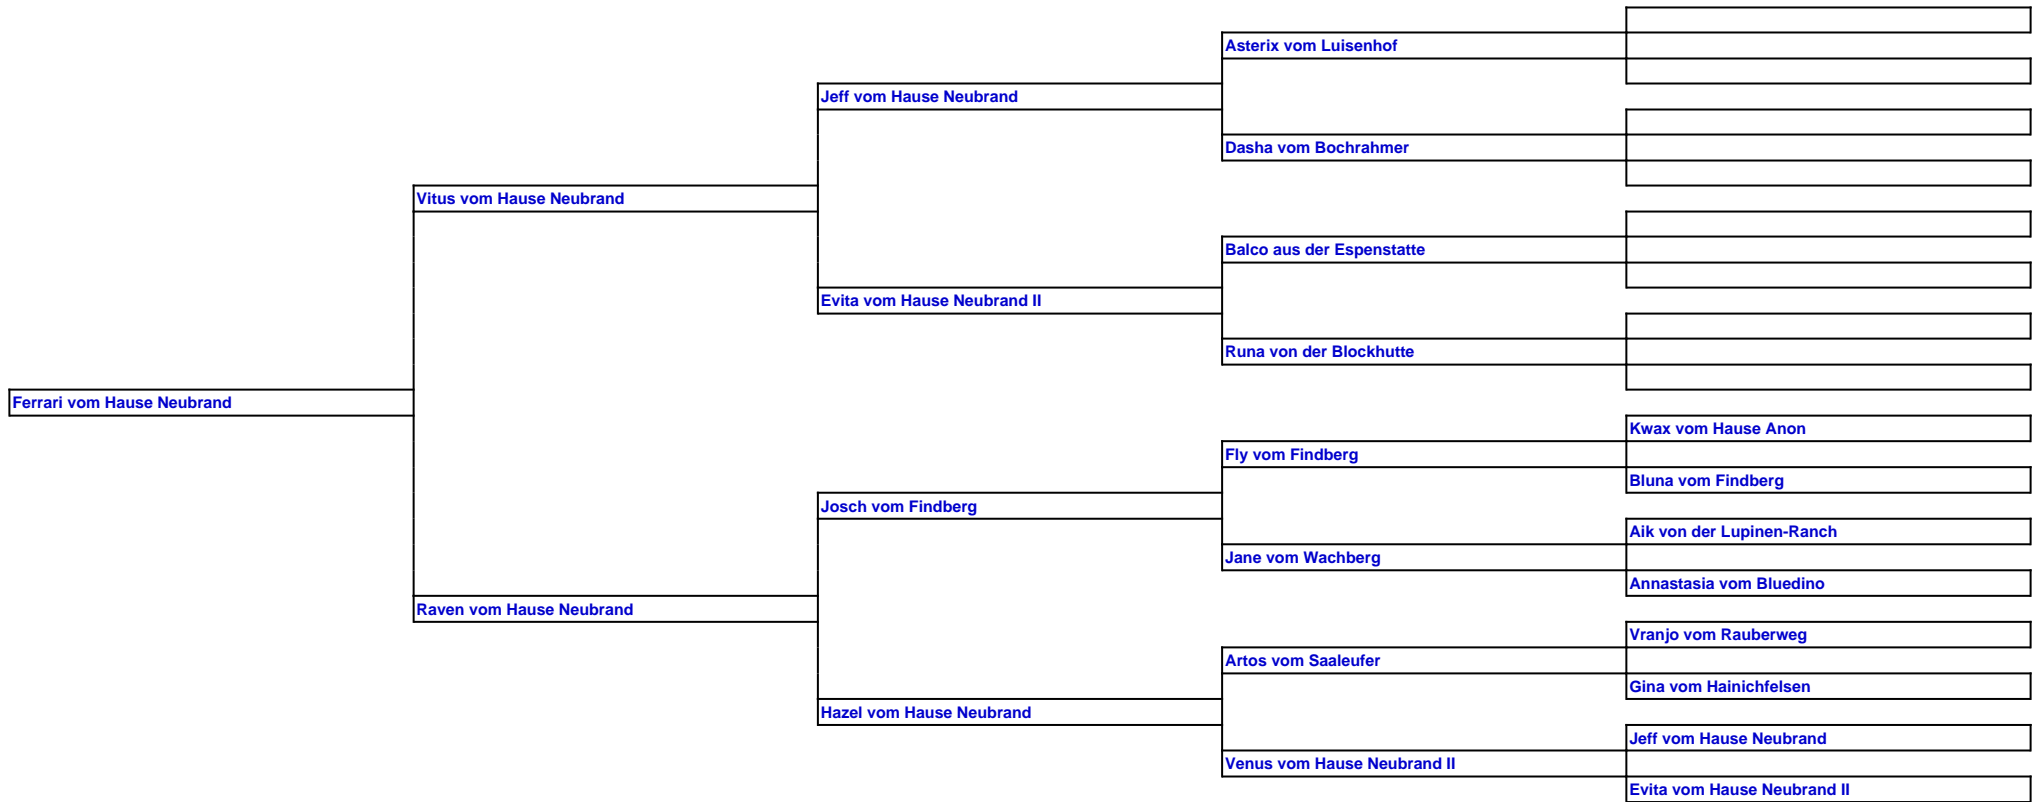 Asterix vom Luisenhof
Jeff vom Hause Neubrand
Dasha vom Bochrahmer
Vitus vom Hause Neubrand
Balco aus der Espenstatte
Evita vom Hause Neubrand II
Runa von der Blockhutte
Ferrari vom Hause Neubrand
Kwax vom Hause Anon
Fly vom Findberg
Bluna vom Findberg
Josch vom Findberg
Aik von der Lupinen-Ranch
Jane vom Wachberg
Annastasia vom Bluedino
Raven vom Hause Neubrand
Vranjo vom Rauberweg
Artos vom Saaleufer
Gina vom Hainichfelsen
Hazel vom Hause Neubrand
Jeff vom Hause Neubrand
Venus vom Hause Neubrand II
Evita vom Hause Neubrand II